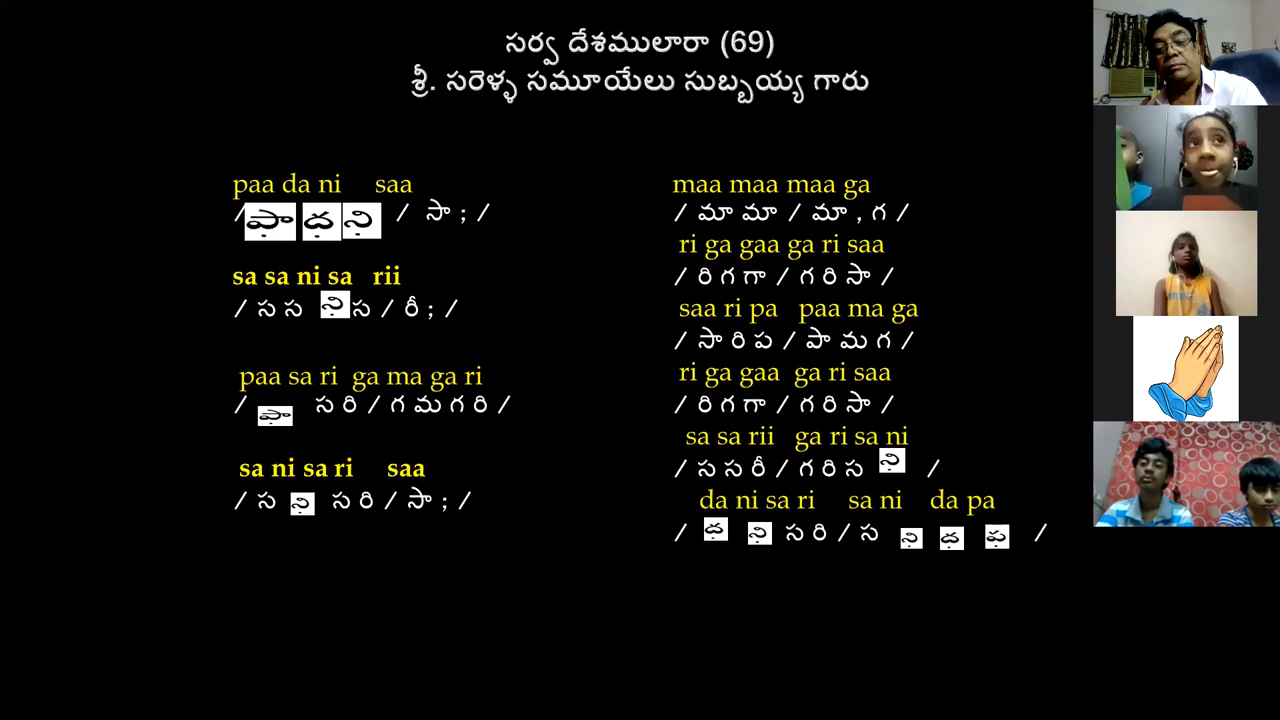 సర్వ దేశములారా (69)
శ్రీ. సరెళ్ళ సమూయేలు సుబ్బయ్య గారు
paa da ni saa
/ పా ధ ని / సా ; /
sa sa ni sa rii
/ స స ని స / రీ ; /
paa sa ri ga ma ga ri
/ పా స రి / గ మ గ రి /
sa ni sa ri saa
/ స ని స రి / సా ; /
maa maa maa ga
/ మా మా / మా , గ /
ri ga gaa ga ri saa
/ రి గ గా / గ రి సా /
saa ri pa paa ma ga
/ సా రి ప / పా మ గ /
ri ga gaa ga ri saa
/ రి గ గా / గ రి సా /
sa sa rii ga ri sa ni
/ స స రీ / గ రి స ని /
da ni sa ri sa ni da pa
/ ధ ని స రి / స ని ధ ప /